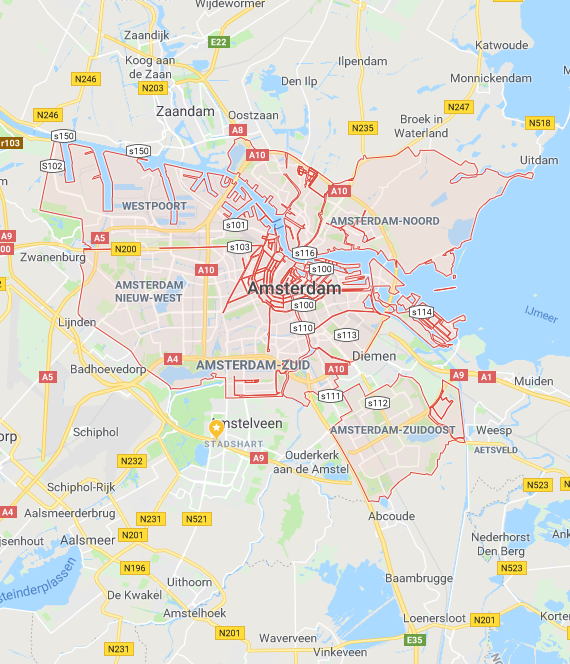 Wijdewormer
Zaandijk
E22
Katwoude
Koog aan
de Zaan
Ilpendam
N246
N203
Den Ilp
Monnickendam
N247
Zaandam
Oostzaan
N246
Broek in
Waterland
N518
A8
N235
s150
r103
s150
A10
Uitdam
S102
A10
WESTPOORT
AMSTERDAM-NOORD
s101
A9
A5
N200
s103
s116
Zwanenburg
A10
s100
AMSTERDAM
NIEUW-WEST
Amsterdam
s100
s114
IJmeer
Lijnden
s110
s113
A4
Diemen
AMSTERDAM-ZUID
Badhoevedorp
A10
A5
A9
A1
Muiden
s111
s112
Amstelveen
Schiphol
STADSHART
AMSTERDAM-ZUIDOOST
Weesp
AETSVELD
N232
A9
Ouderkerk
aan de Amstel
Schiphol-Rijk
N523
A4
Aalsmeerderbrug
N231
N521
Abcoude
N201
Aalsmeer
Nederhorst
Den Berg
N196
N523
Uithoorn
Baambrugge
De Kwakel
Amstelhoek
Loenersloot
N201
N201
Waverveen
E35
N231
Vinkeveen